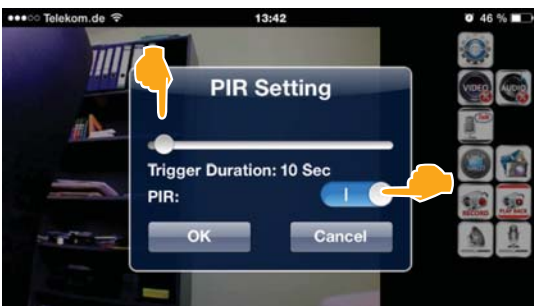 Telekom.de 13:42 46 %
PIR Setting
VIDEO AUDIO
Talk
Trigger Duration: 10 Sec
PIR:
RECORD PLAY BACK
OK Cancel